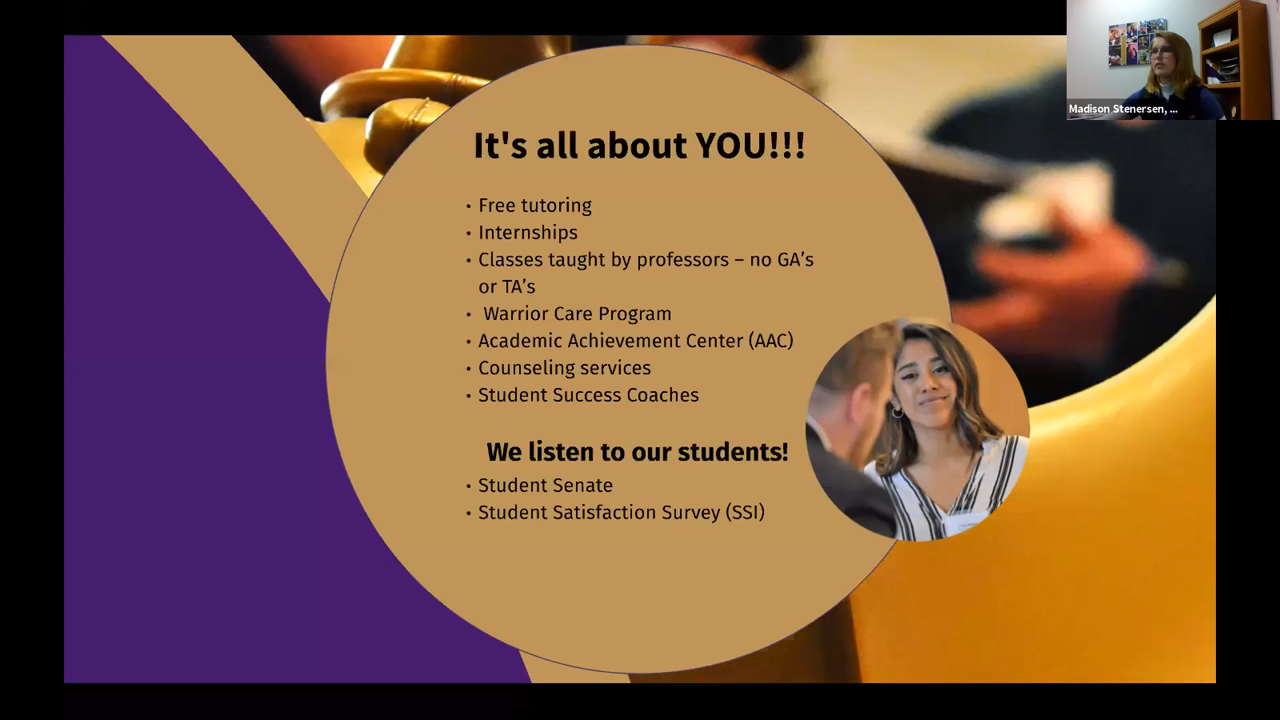 Madison Stenersen, ...
It's all about YOU!!!
• Free tutoring
• Internships
• Classes taught by professors – no GA’s
or TA’s
• Warrior Care Program
• Academic Achievement Center (AAC)
• Counseling services
• Student Success Coaches
We listen to our students!
• Student Senate
• Student Satisfaction Survey (SSI)